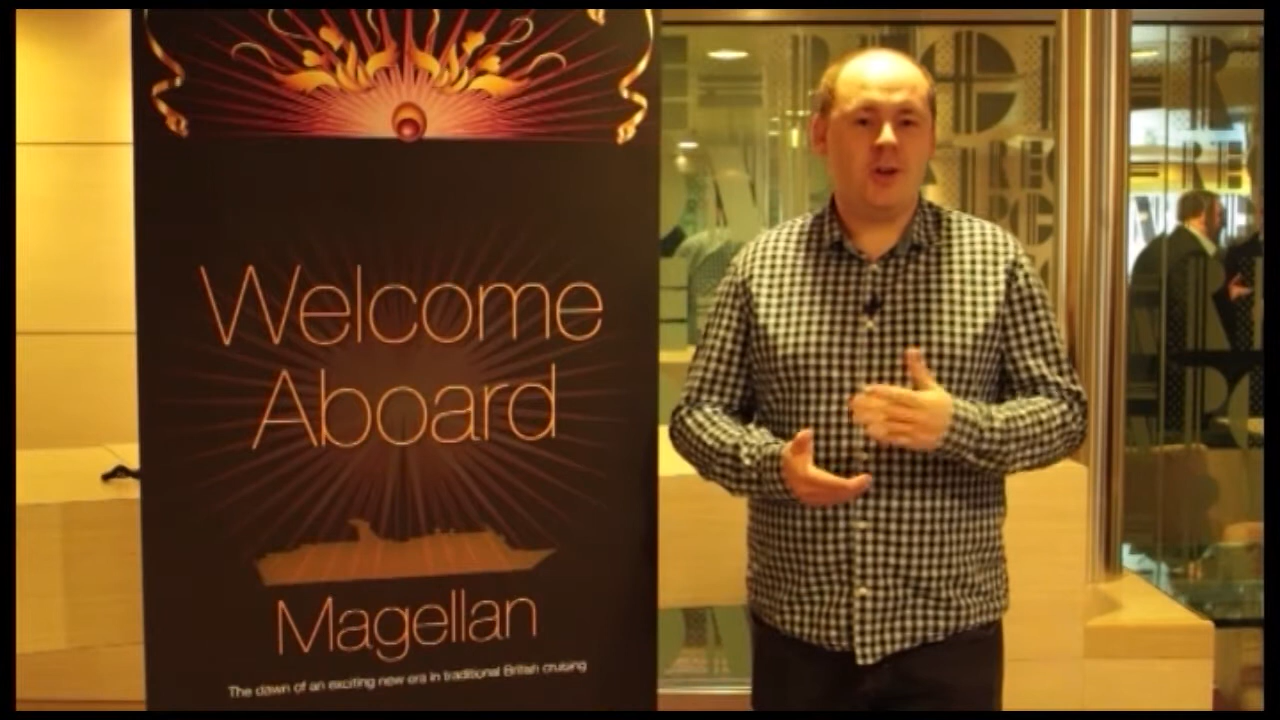 Welcome
Aboard
Magellan
The dawn of an exciting new era in traditional British cruising